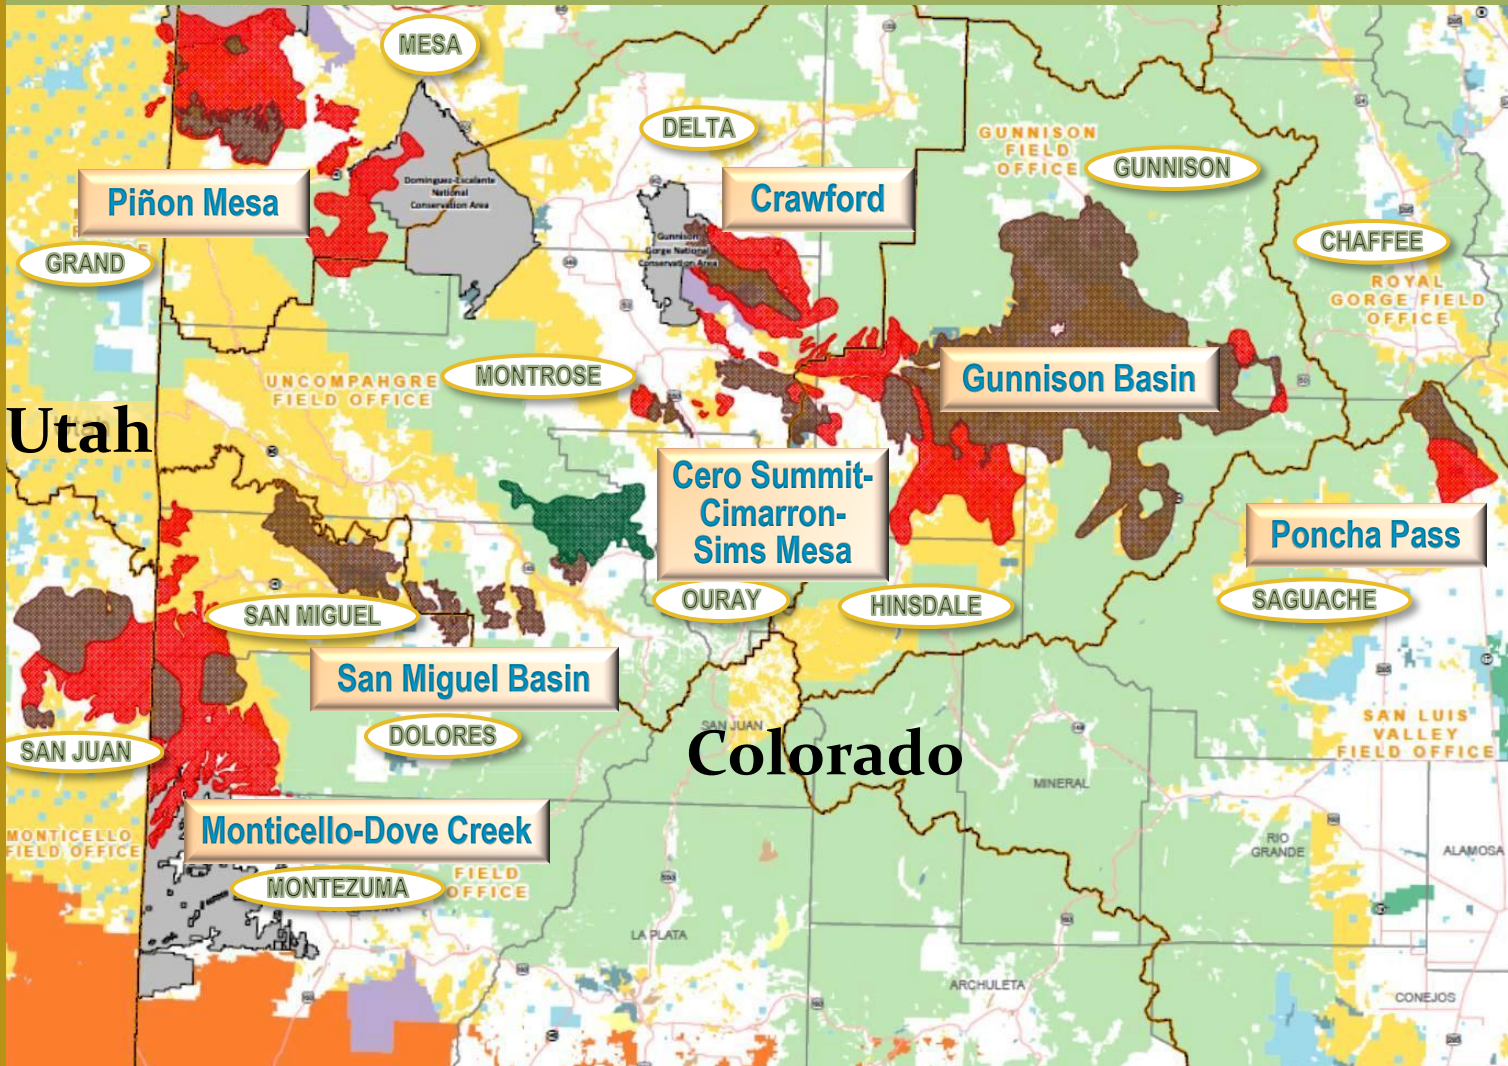 MESA
DELTA
GUNNISON
FIELD
OFFICE
GUNNISON
Dominguez-Escalante
National
Conservation Area
Piñon Mesa
Crawford
CHAFFEE
GRAND
Gunnison
Gorge National
Conservation Area
ROYAL
GORGE FIELD
OFFICE
MONTROSE
UNCOMPAHGRE
FIELD OFFICE
Gunnison Basin
Utah
Cero Summit-
Cimarron-
Sims Mesa
Poncha Pass
OURAY
HINSDALE
SAGUACHE
SAN MIGUEL
San Miguel Basin
SAN JUAN
DOLORES
SAN JUAN
Colorado
SAN LUIS
VALLEY
FIELD OFFICE
MINERAL
Monticello-Dove Creek
MONTICELLO
FIELD OFFICE
RIO
GRANDE
ALAMOSA
MONTEZUMA
FIELD
OFFICE
LA PLATA
ARCHULETA
CONEJOS